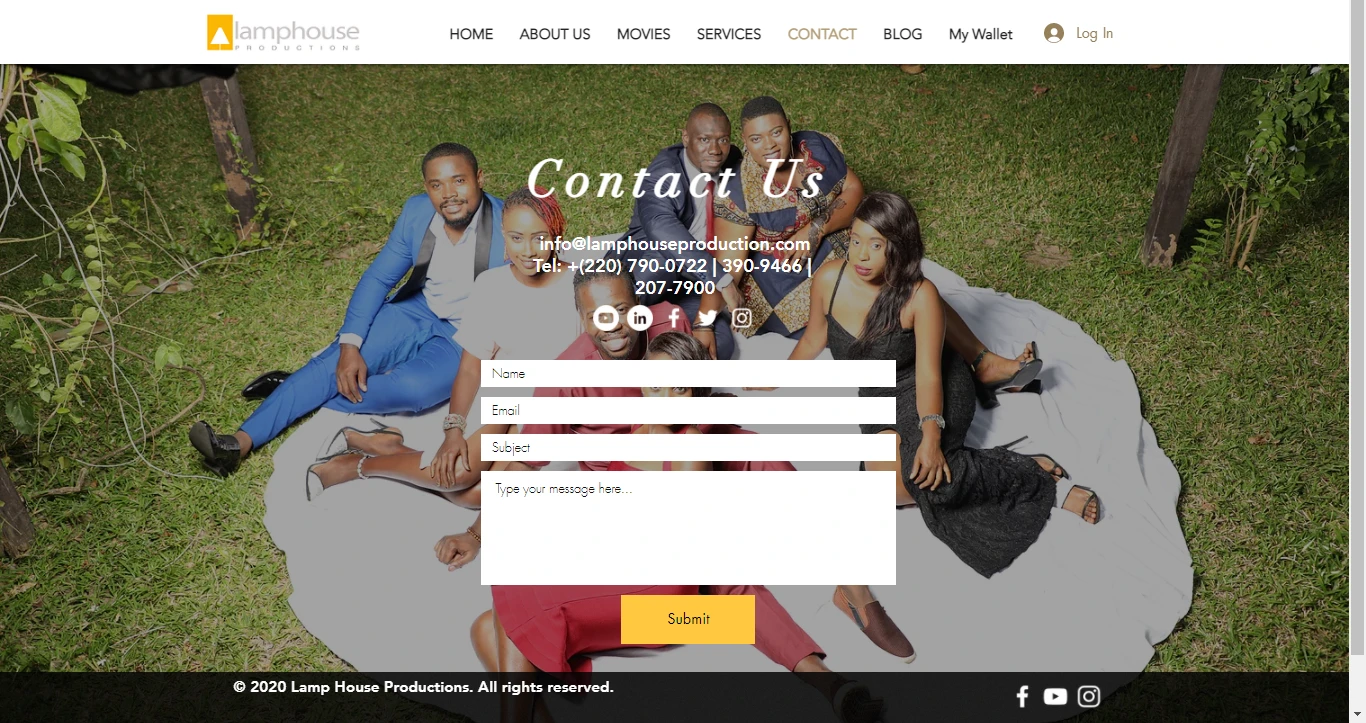 lamphouse
PRODUCTIONS
HOME
ABOUT US
MOVIES
SERVICES
CONTACT
BLOG
My Wallet
Log In
Contact Us
info@lamphouseproduction.com
Tel: +(220) 790-0722 | 390-9466 |
207-7900
Name
Email
Subject
Type your message here...
Submit
© 2020 Lamp House Productions. All rights reserved.